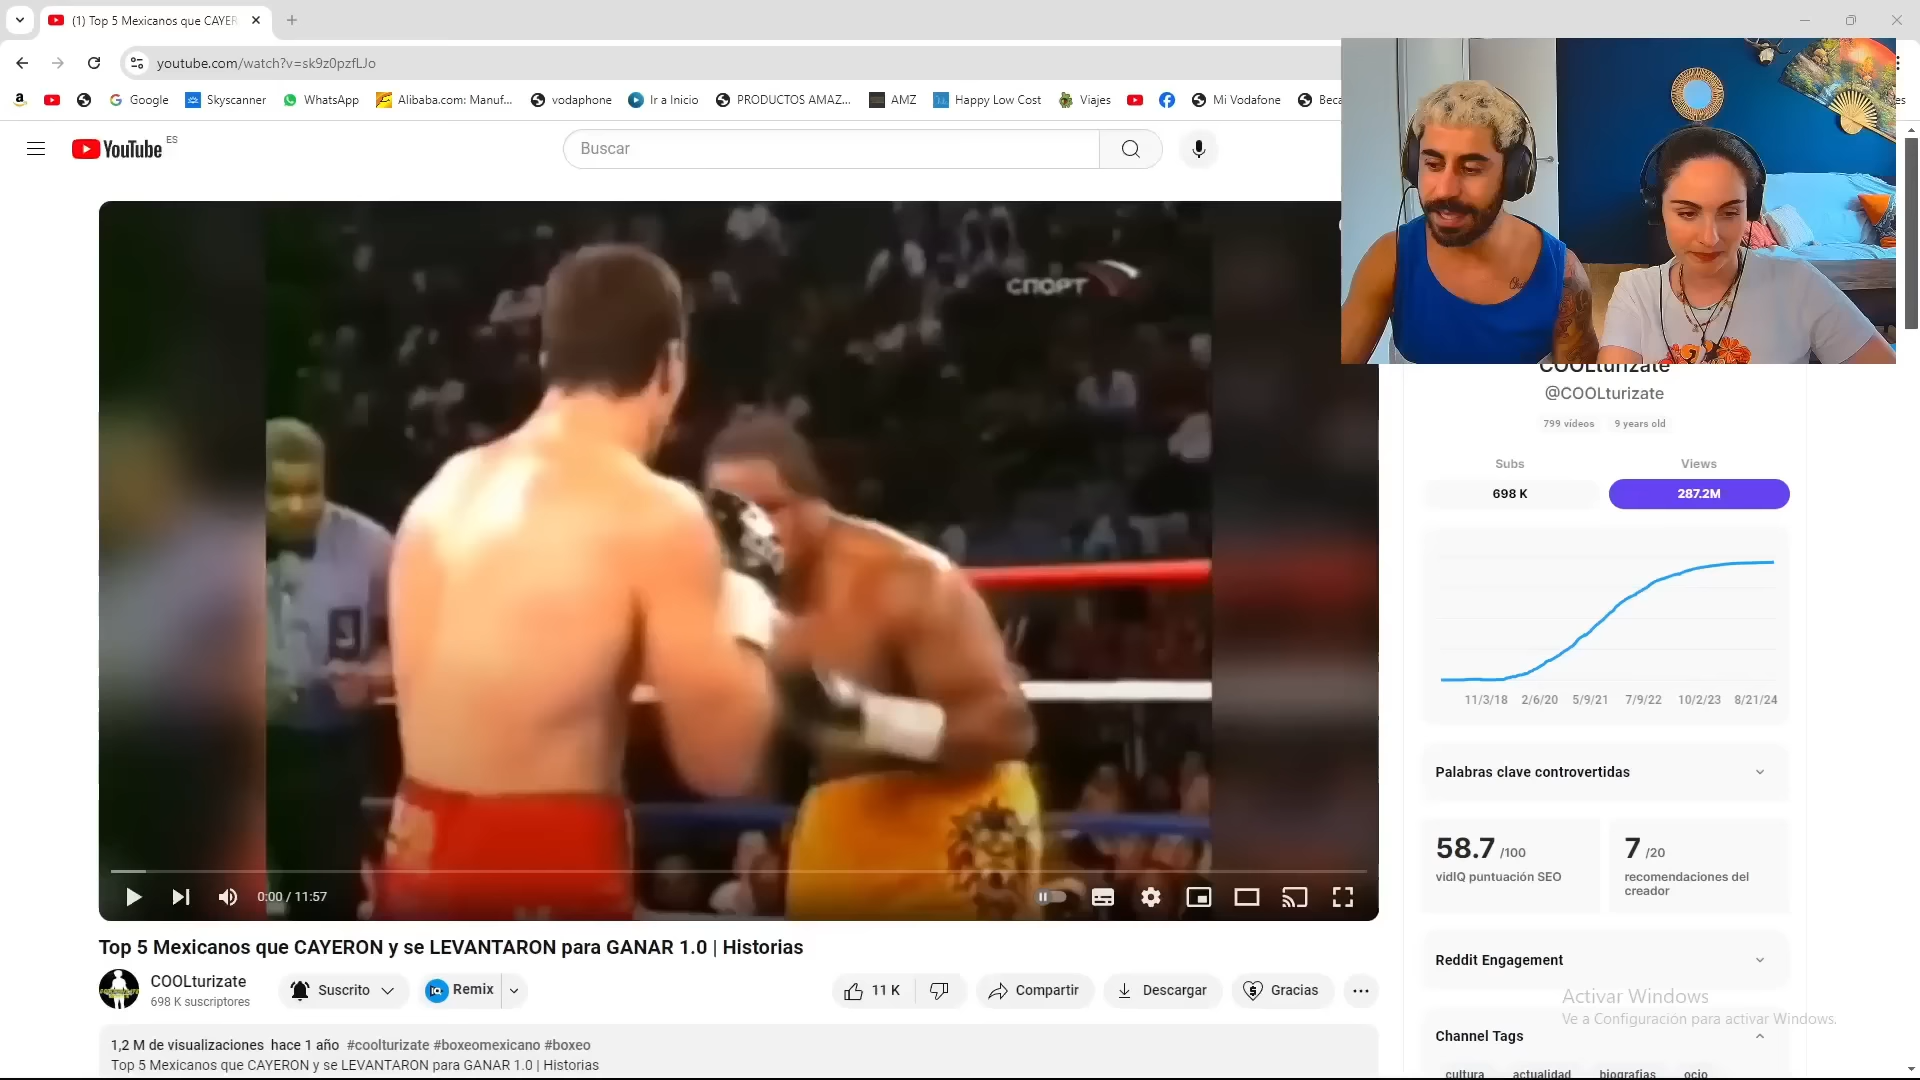 (1) Top 5 Mexicanos que CAYER
youtube.com/watch?v=sk9z0pzfLJo
Google
Skyscanner
WhatsApp
Alibaba.com: Manuf...
vodaphone
Ir a Inicio
PRODUCTOS AMAZ...
AMZ
Happy Low Cost
Viajes
Mi Vodafone
Beca
es
YouTube ES
Buscar
СПОРТ
COOLturizate
@COOLturizate
799 vídeos 9 years old
Subs Views
698 K 287.2M
11/3/18 2/6/20 5/9/21 7/9/22 10/2/23 8/21/24
Palabras clave controvertidas
58.7 /100
vidIQ puntuación SEO
7 /20
recomendaciones del
creador
Reddit Engagement
Activar Windows
Ve a Configuración para activar Windows.
Channel Tags
cultura actualidad biografias ocio
0:00 / 11:57
Top 5 Mexicanos que CAYERON y se LEVANTARON para GANAR 1.0 | Historias
COOLturizate
698 K suscriptores
Suscrito
Remix
11 K
Compartir
Descargar
Gracias
1,2 M de visualizaciones hace 1 año #coolturizate #boxeomexicano #boxeo
Top 5 Mexicanos que CAYERON y se LEVANTARON para GANAR 1.0 | Historias